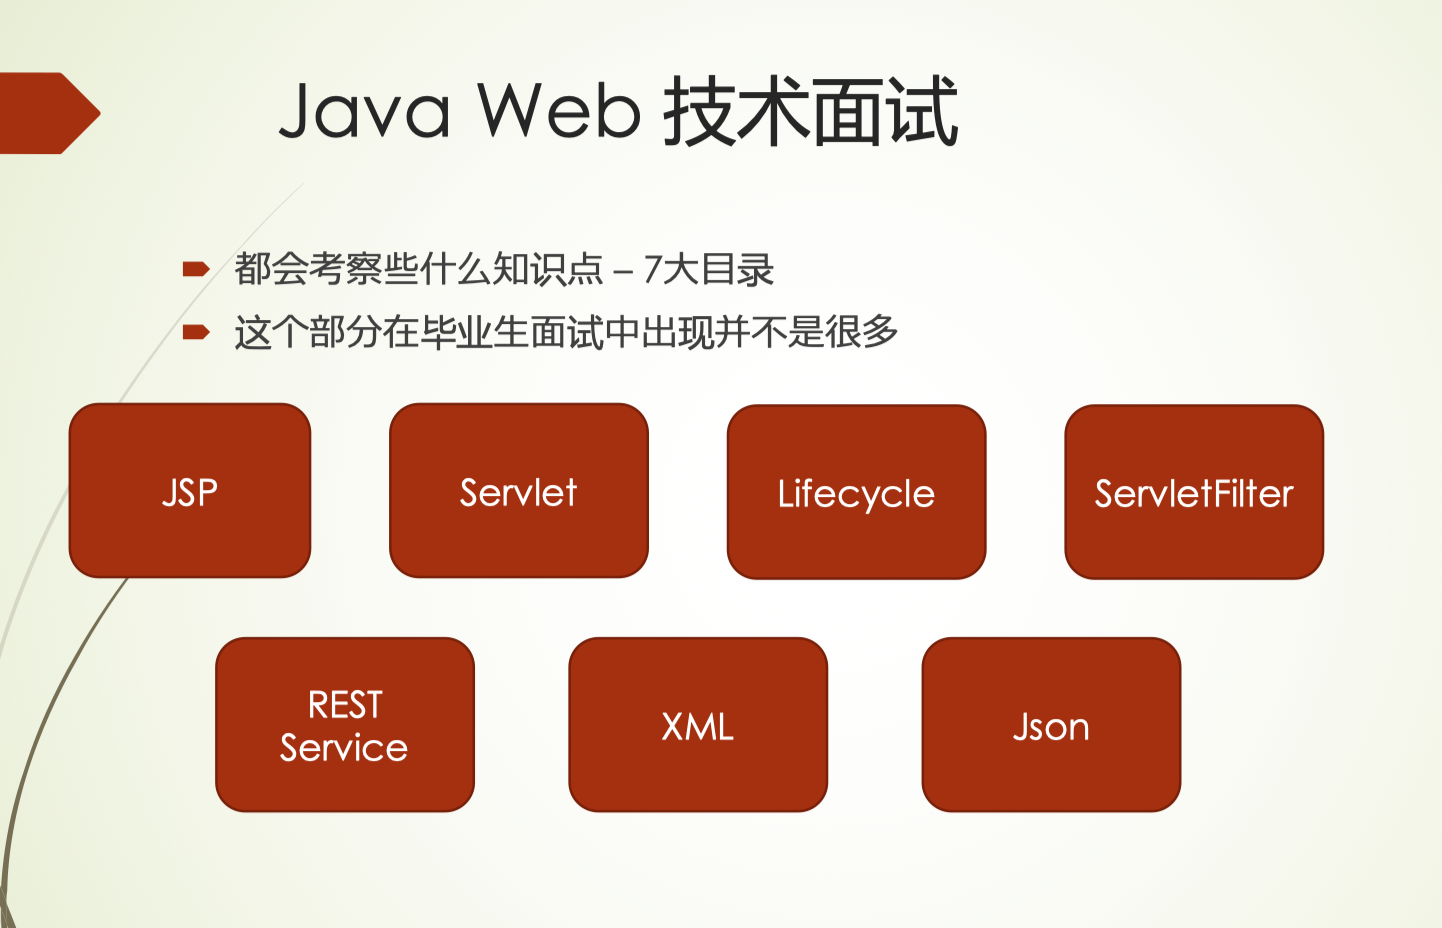 Java Web 技术面试
都会考察些什么知识点 – 7大目录
这个部分在毕业生面试中出现并不是很多
JSP
Servlet
Lifecycle
ServletFilter
REST
Service
XML
Json